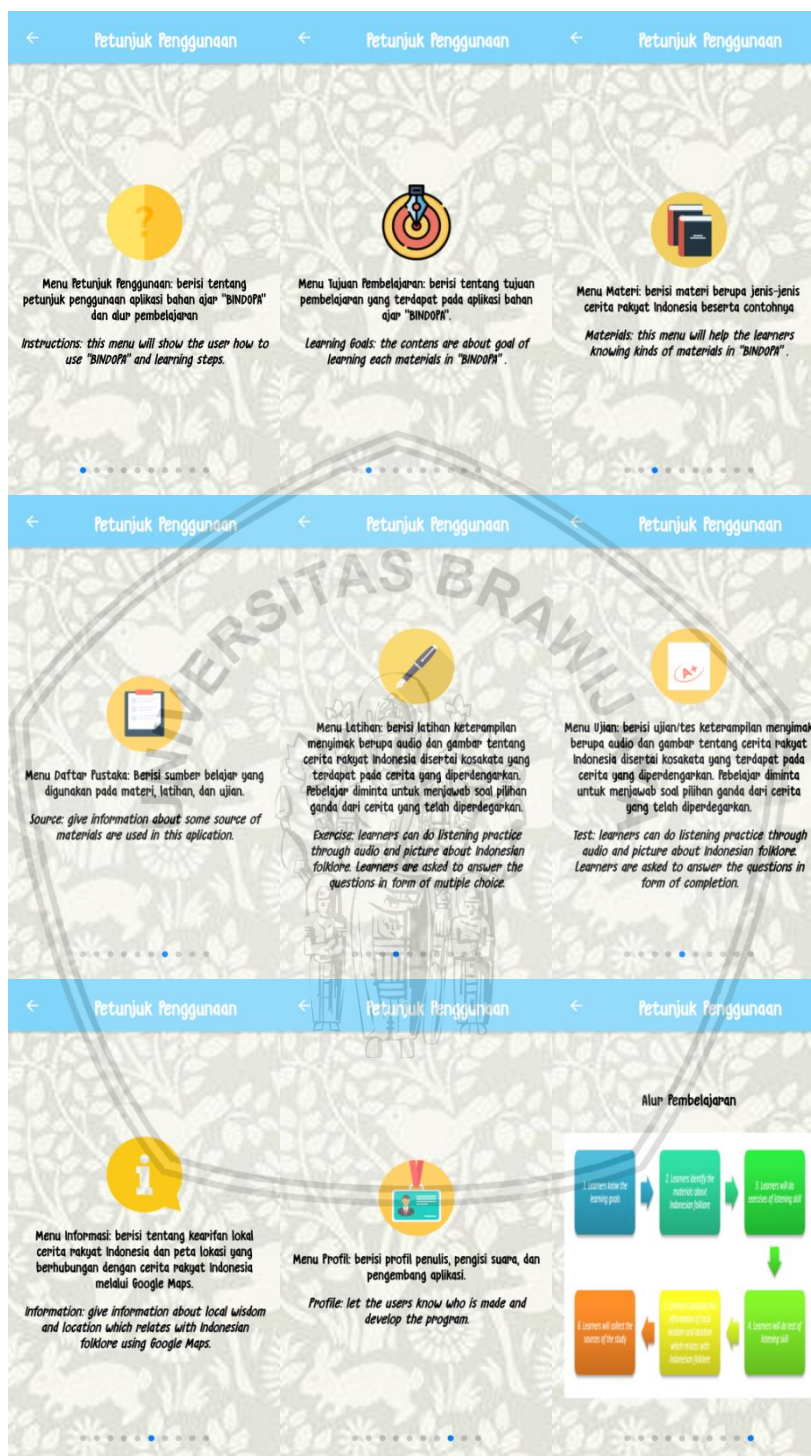 Petunjuk Penggunaan
?
Menu Petunjuk Penggunaan: berisi tentang
petunjuk penggunaan aplikasi bahan ajar "BINDOPA"
dan alur pembelajaran
Instructions: this menu will show the user how to
use "BINDOPA" and learning steps.
Petunjuk Penggunaan
Menu Tujuan Pembelajaran: berisi tentang tujuan
pembelajaran yang terdapat pada aplikasi bahan
ajar "BINDOPA".
Learning Goals: the contens are about goal of
learning each materials in "BINDOPA" .
Petunjuk Penggunaan
Menu Materi: berisi materi berupa jenis-jenis
cerita rakyat Indonesia beserta contohnya
Materials: this menu will help the learners
knowing kinds of materials in "BINDOPA" .
Petunjuk Penggunaan
Menu Daftar Pustaka: Berisi sumber belajar yang
digunakan pada materi, latihan, dan ujian.
Source: give information about some source of
materials are used in this aplication.
Petunjuk Penggunaan
Menu Latihan: berisi latihan keterampilan
menyimak berupa audio dan gambar tentang
cerita rakyat Indonesia disertai kosakata yang
terdapat pada cerita yang diperdengarkan.
Pebelajar diminta untuk menjawab soal pilihan
ganda dari cerita yang telah diperdegarkan.
Exercise: learners can do listening practice
through audio and picture about Indonesian
folklore. Learners are asked to answer the
questions in form of mutiple choice.
Petunjuk Penggunaan
A+
Menu Ujian: berisi ujian/tes keterampilan menyimak
berupa audio dan gambar tentang cerita rakyat
Indonesia disertai kosakata yang terdapat pada
cerita yang diperdengarkan. Pebelajar diminta
untuk menjawab soal pilihan ganda dari cerita
yang telah diperdegarkan.
Test: learners can do listening practice through
audio and picture about Indonesian folklore.
Learners are asked to answer the questions in
form of completion.
Petunjuk Penggunaan
i
Menu Informasi: berisi tentang kearifan lokal
cerita rakyat Indonesia dan peta lokasi yang
berhubungan dengan cerita rakyat Indonesia
melalui Google Maps.
Information: give information about local wisdom
and location which relates with Indonesian
folklore using Google Maps.
Petunjuk Penggunaan
Menu Profil: berisi profil penulis, pengisi suara, dan
pengembang aplikasi.
Profile: let the users know who is made and
develop the program.
Petunjuk Penggunaan
Alur Pembelajaran
1. Learners know the
learning goals
2. Learners identify the
materials about
Indonesian folklore
3. Learners will do
exercises of listening skill
4. Learners will do test of
listening skill
information of local
wisdom and location
which relates with
Indonesian folklore
6. Learners will collect the
sources of the study
UNIVERSITAS BRAWIJ